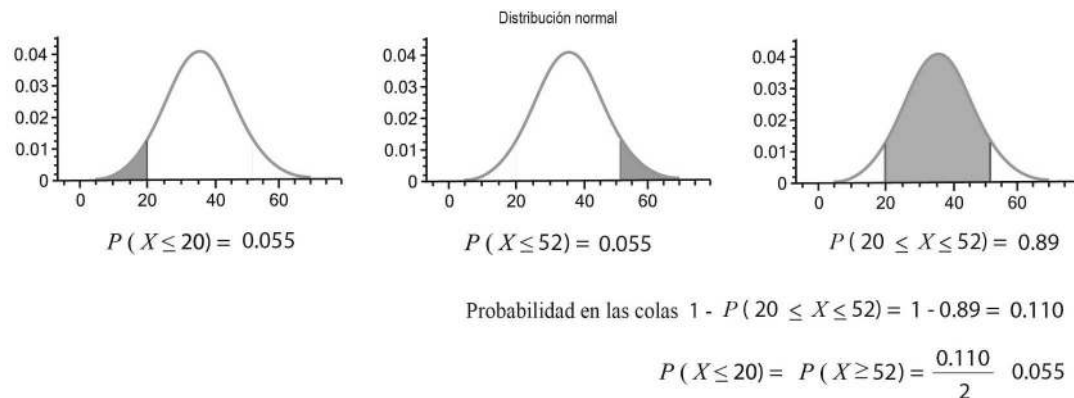 Distribución normal
0.04
0.03
0.02
0.01
0
0 20 40 60
0.04
0.03
0.02
0.01
0
0 20 40 60
0.04
0.03
0.02
0.01
0
0 20 40 60
P ( X ≤ 20) = 0.055
P ( X ≤ 52) = 0.055
P ( 20 ≤ X ≤ 52) = 0.89
Probabilidad en las colas 1 - P ( 20 ≤ X ≤ 52) = 1 - 0.89 = 0.110
P ( X ≤ 20) = P ( X ≥ 52) = 0.110 / 2 0.055